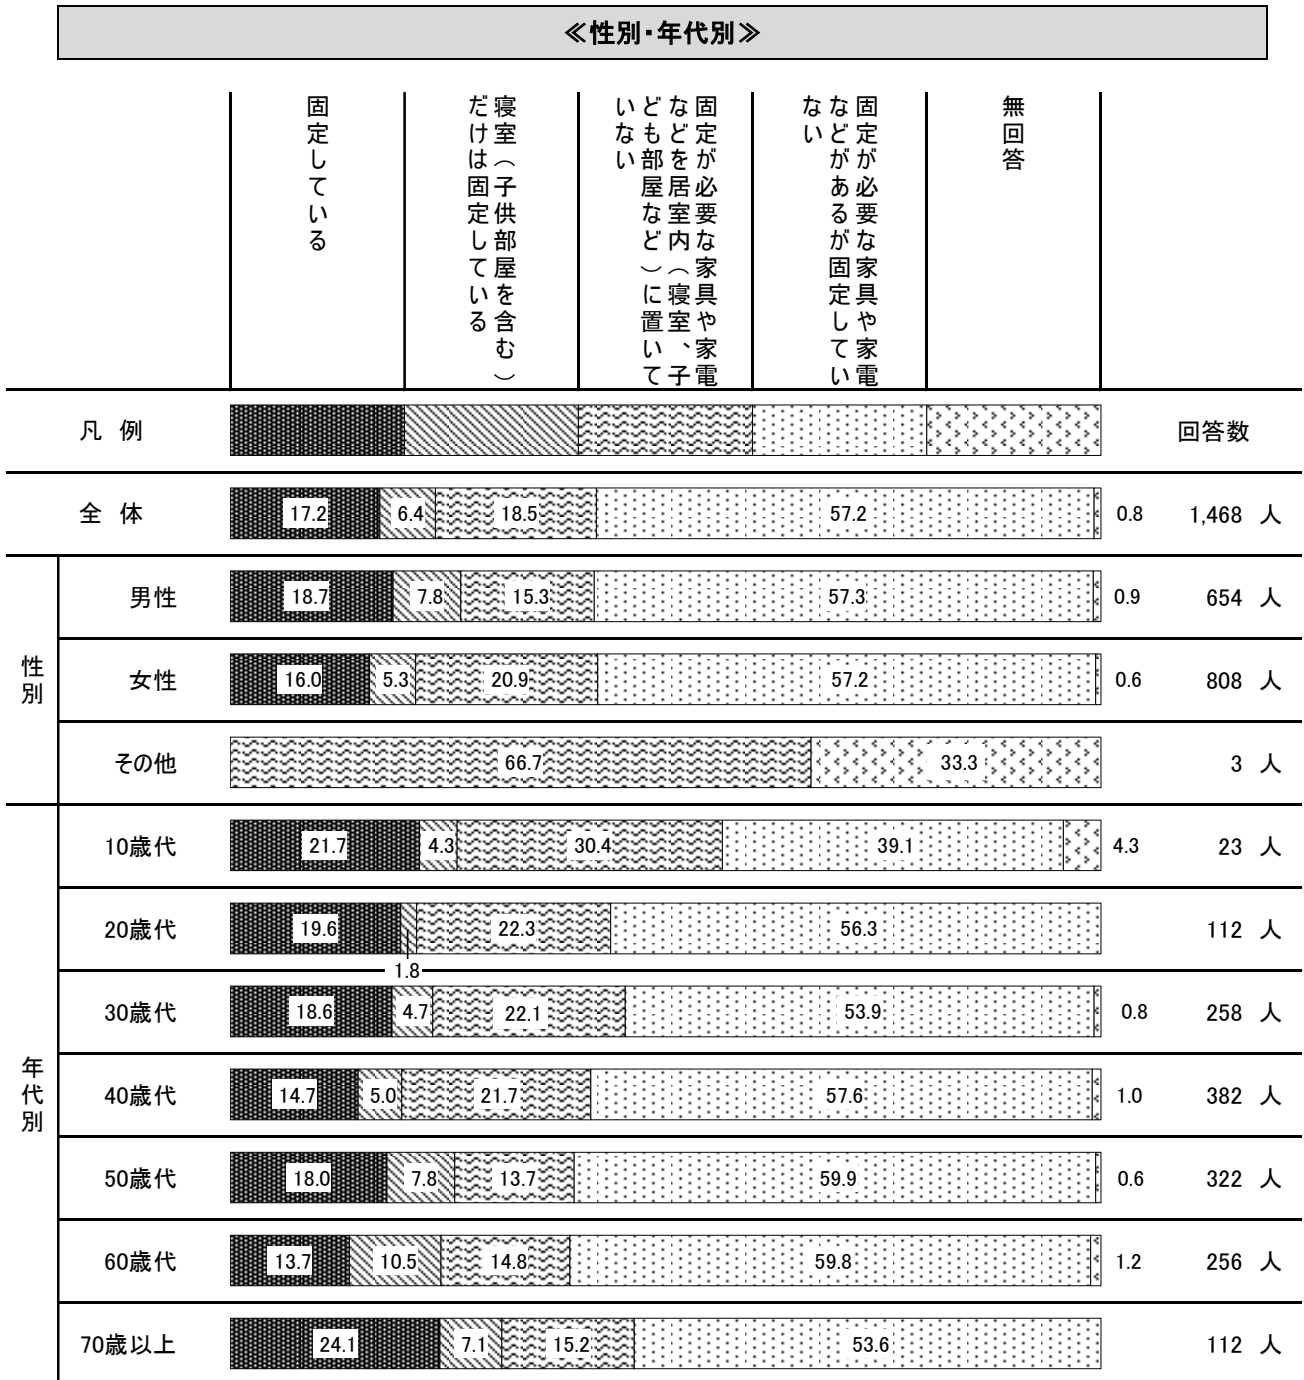 ≪性別・年代別≫
固定している
寝室（子供部屋を含む）
だけは固定している
固定が必要な家具や家電
などを居室内（寝室、子
ども部屋など）に置いて
いない
固定が必要な家具や家電
などがあるが固定してい
ない
無回答
凡 例 回答数
全 体 17.2 6.4 18.5 57.2 0.8 1,468 人
性別
男性 18.7 7.8 15.3 57.3 0.9 654 人
女性 16.0 5.3 20.9 57.2 0.6 808 人
その他 66.7 33.3 3 人
年代別
10歳代 21.7 4.3 30.4 39.1 4.3 23 人
20歳代 19.6 1.8 22.3 56.3 112 人
30歳代 18.6 4.7 22.1 53.9 0.8 258 人
40歳代 14.7 5.0 21.7 57.6 1.0 382 人
50歳代 18.0 7.8 13.7 59.9 0.6 322 人
60歳代 13.7 10.5 14.8 59.8 1.2 256 人
70歳以上 24.1 7.1 15.2 53.6 112 人